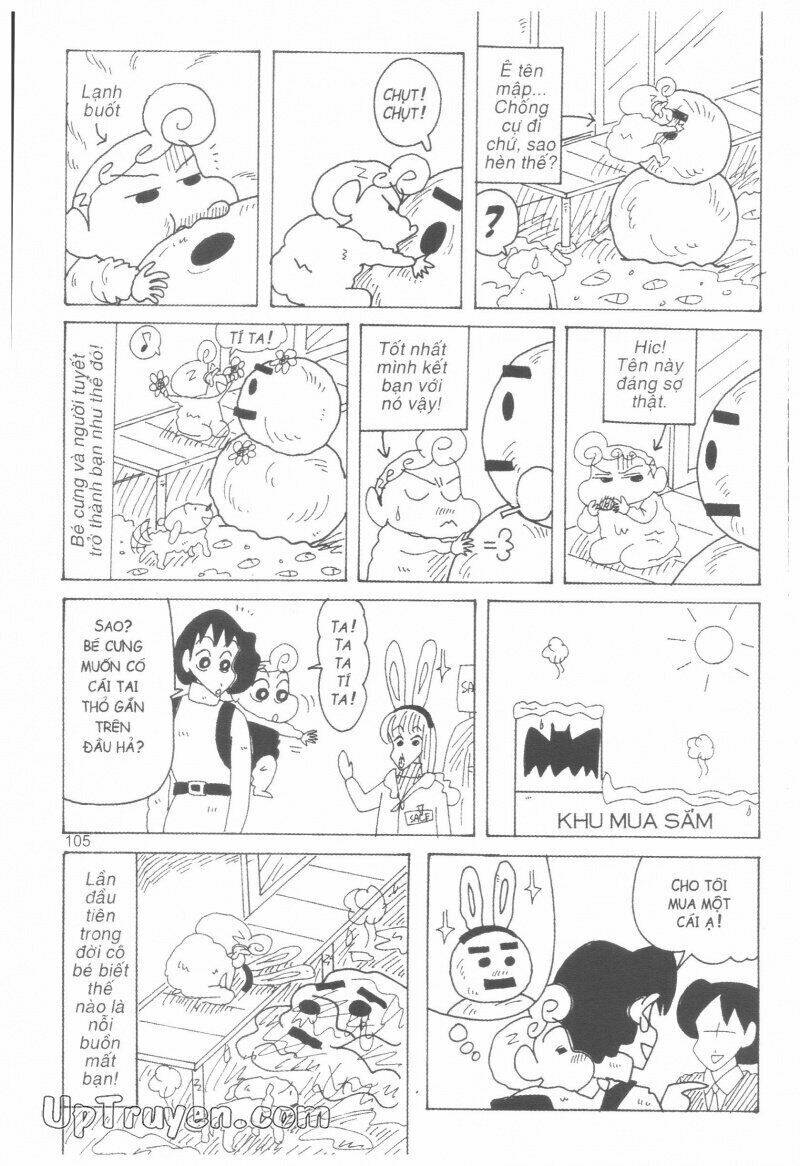 Ê tên
mập...
Chống
cự đi
chứ, sao
hèn thế?
?
CHỤT!
CHỤT!
Lạnh
buốt
Hic!
Tên này
đáng sợ
thật.
Tốt nhất
mình kết
bạn với
nó vậy!
TÍ TA!
Bé cưng và người tuyết
trở thành bạn như thế đó!
KHU MUA SẮM
TA!
TA
TA
TÍ
TA!
SAO?
BÉ CƯNG
MUỐN CÓ
CÁI TAI
THỎ GẮN
TRÊN
ĐẦU HẢ?
105
CHO TÔI
MUA MỘT
CÁI Ạ!
Lần
đầu
tiên
trong
đời cô
bé biết
thế
nào là
nỗi
buồn
mất
bạn!
UpTruyen.com